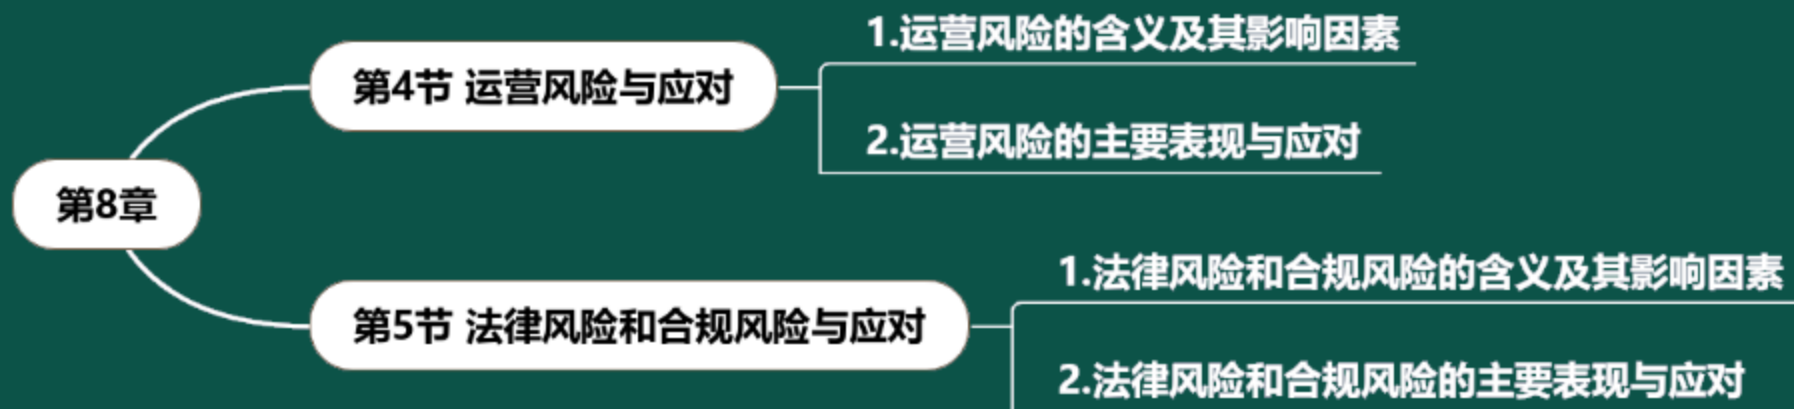 第8章
第4节 运营风险与应对
1.运营风险的含义及其影响因素
2.运营风险的主要表现与应对
第5节 法律风险和合规风险与应对
1.法律风险和合规风险的含义及其影响因素
2.法律风险和合规风险的主要表现与应对